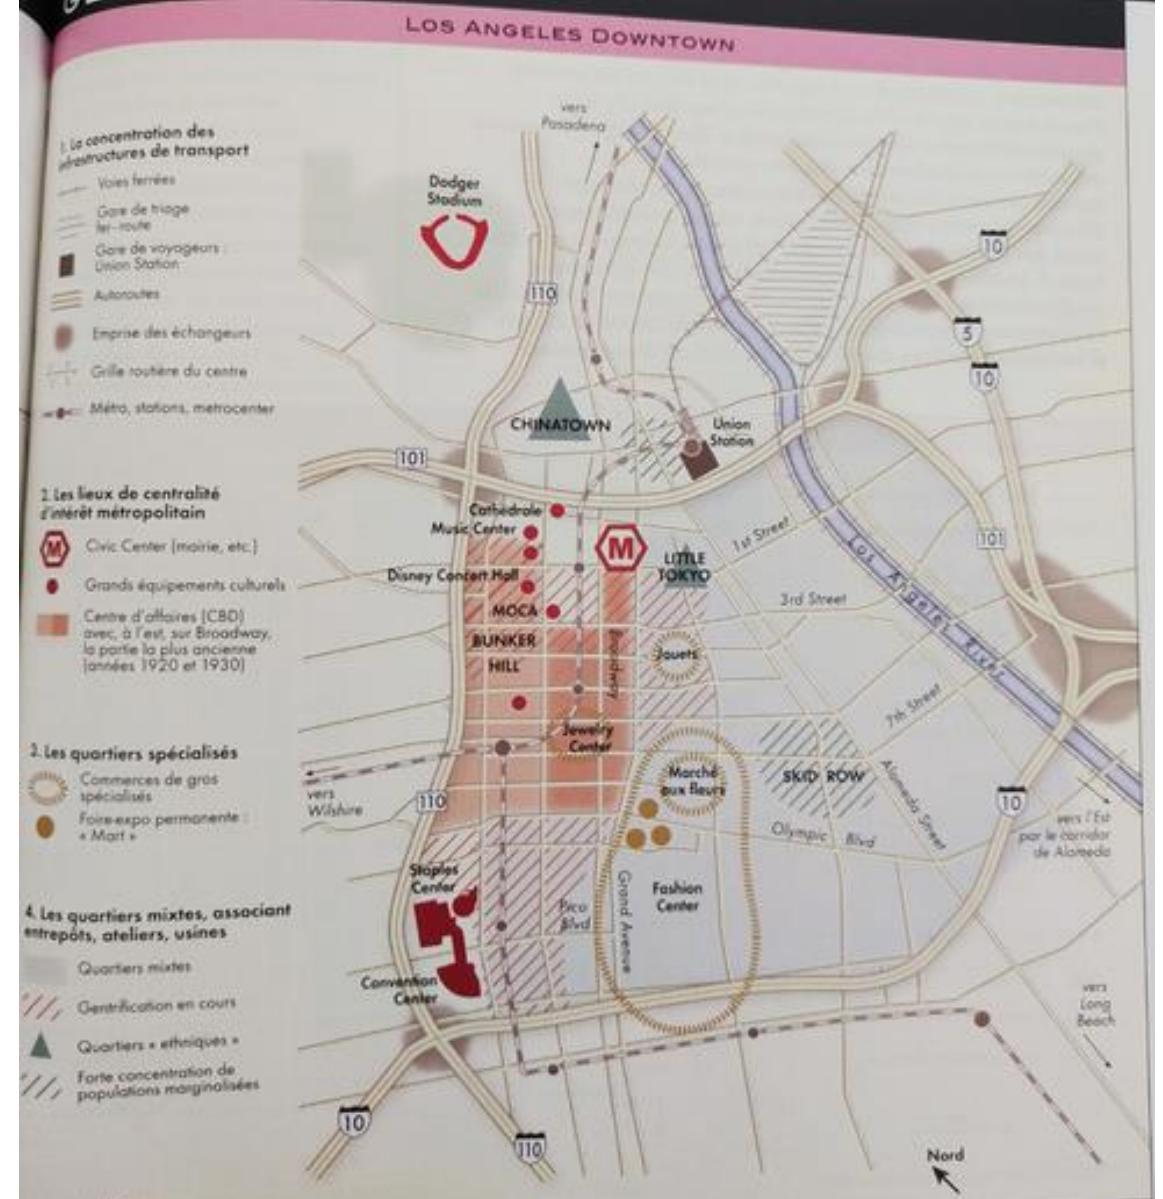 LOS ANGELES DOWNTOWN
1. La concentration des
infrastructures de transport
Voies ferrées
Gare de triage
fer-route
Gare de voyageurs :
Union Station
Autoroutes
Emprise des échangeurs
Grille routière du centre
Métro, stations, metrocenter
2. Les lieux de centralité
d'intérêt métropolitain
M
Civic Center (mairie, etc.)
Grands équipements culturels
Centre d'affaires (CBD)
avec, à l'est, sur Broadway,
la partie la plus ancienne
(années 1920 et 1930)
3. Les quartiers spécialisés
Commerces de gros
spécialisés
Foire-expo permanente :
« Mart »
4. Les quartiers mixtes, associant
entrepôts, ateliers, usines
Quartiers mixtes
Gentrification en cours
Quartiers « ethniques »
Forte concentration de
populations marginalisées
vers
Pasadena
Dodger
Stadium
110
10
5
10
CHINATOWN
Union
Station
101
Cathédrale
Music Center
M
1st Street
101
LITTLE
TOKYO
Disney Concert Hall
3rd Street
MOCA
Los Angeles River
BUNKER
HILL
Broadway
Jouets
7th Street
Jewelry
Center
Marché
aux fleurs
SKID ROW
Alameda Street
vers
Wilshire
110
10
vers l'Est
par le corridor
de Alameda
Olympic Blvd
Staples
Center
Fashion
Center
Grand Avenue
Pico
Blvd
Convention
Center
vers
Long
Beach
10
110
Nord